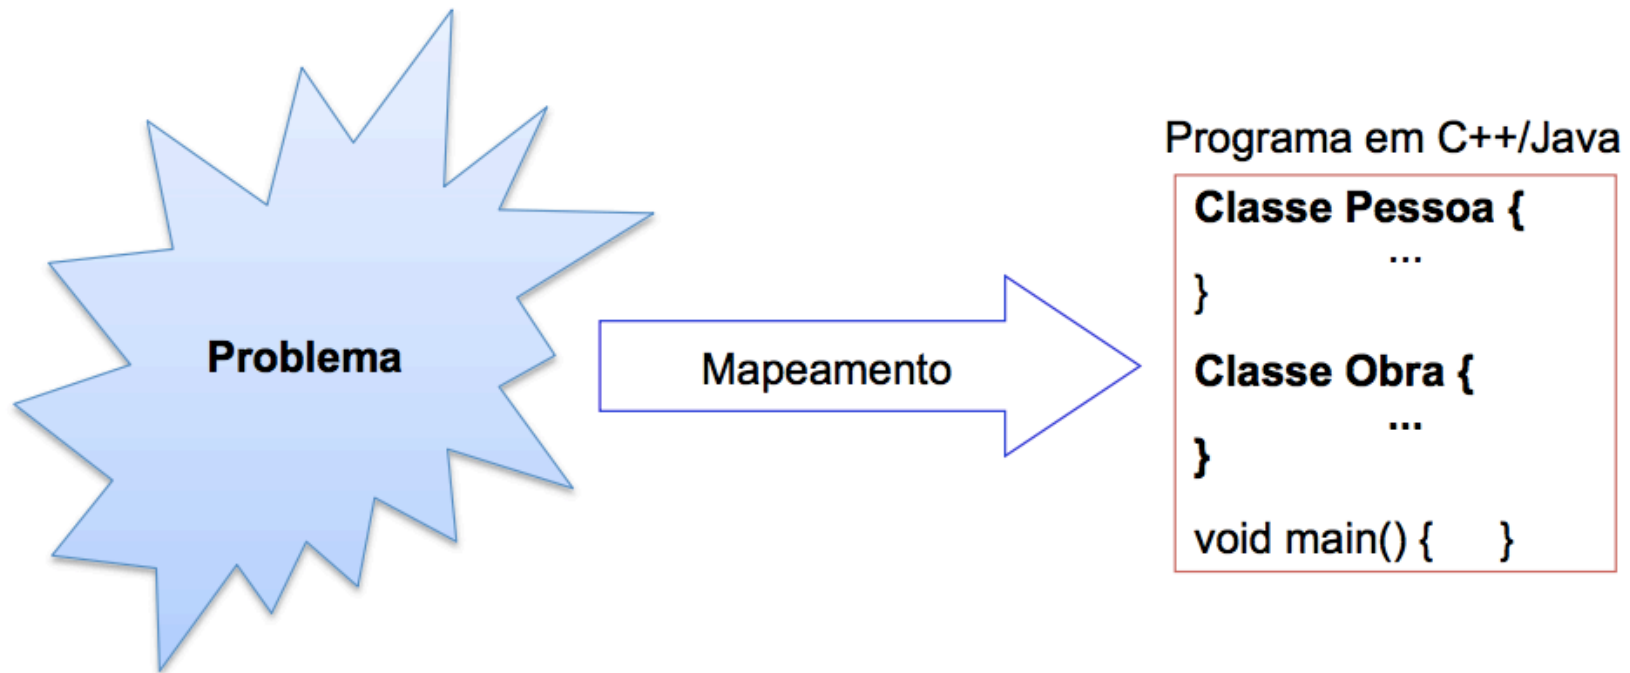 Problema
Mapeamento
Programa em C++/Java
Classe Pessoa {
...
}
Classe Obra {
...
}
void main() { }